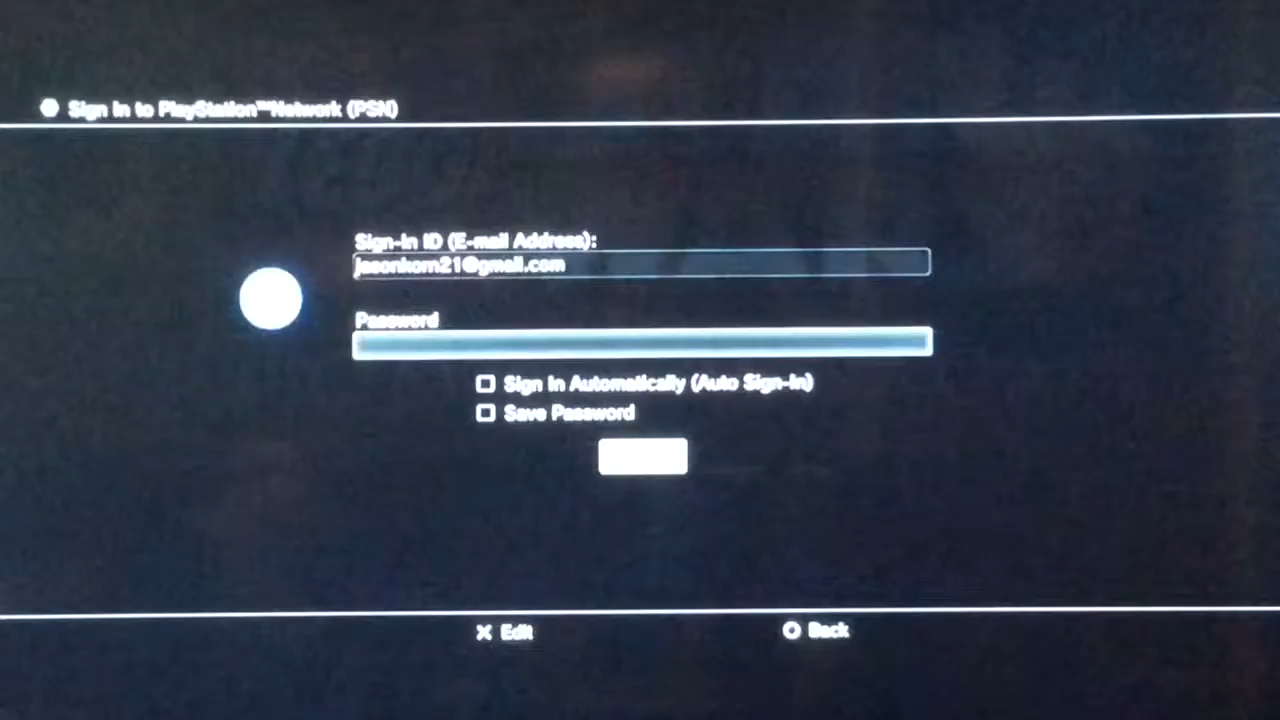 Sign In to PlayStation™Network (PSN)
Sign-In ID (E-mail Address):
jasonkorn21@gmail.com
Password
Sign In Automatically (Auto Sign-In)
Save Password
Edit
Back